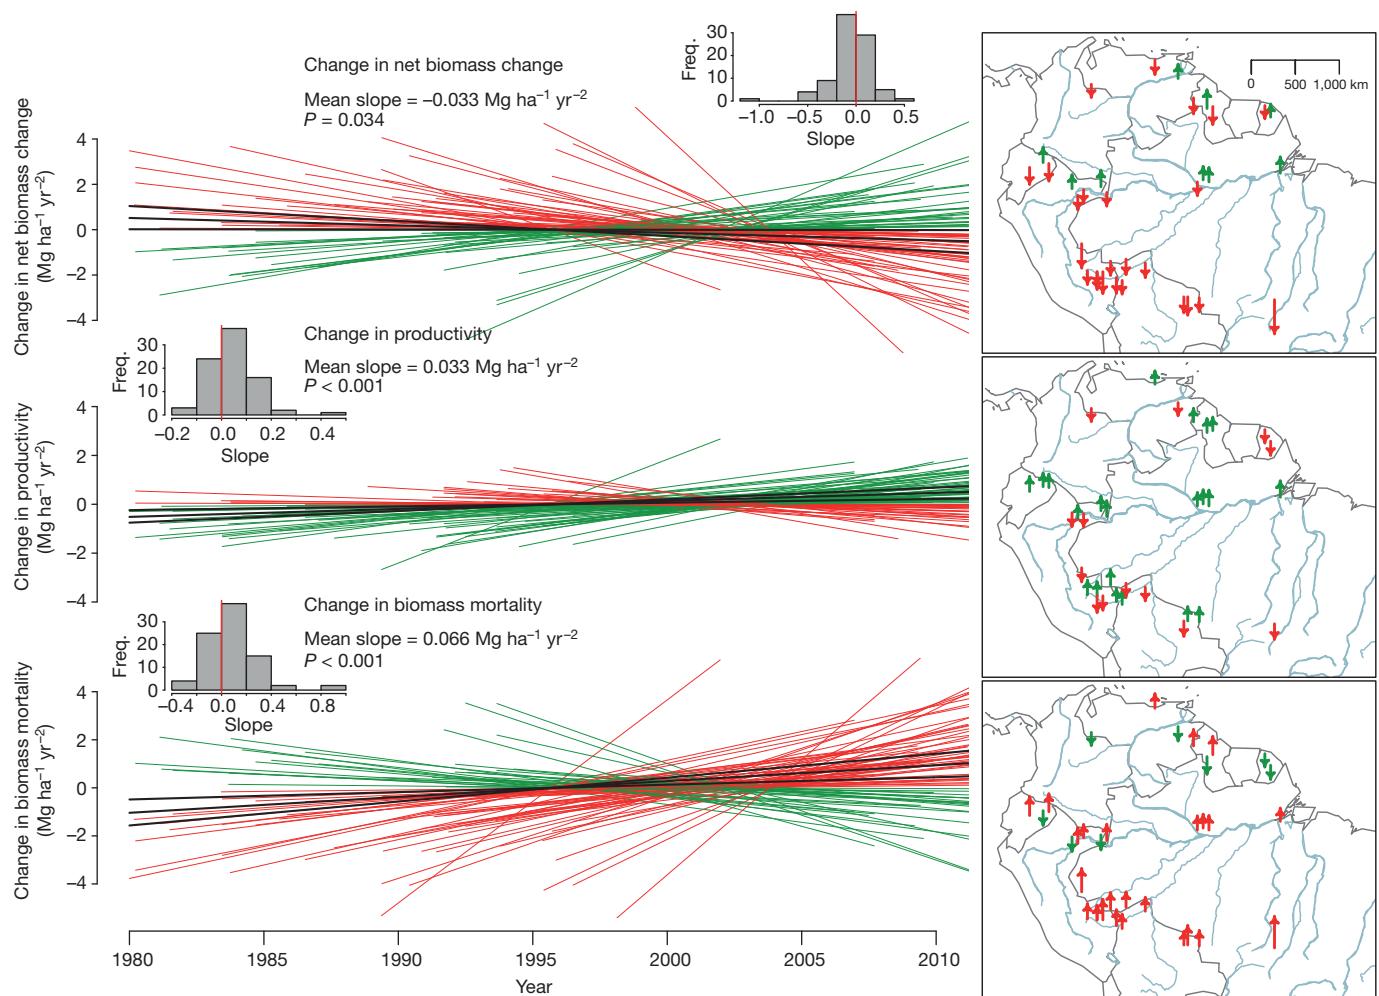 Change in net biomass change
Mean slope = −0.033 Mg ha−1 yr−2
P = 0.034
Freq.
30
10
0
−1.0
−0.5
0.0
0.5
Slope
Change in net biomass change
(Mg ha−1 yr−2)
4
2
0
−2
−4
0
500
1,000 km
Change in productivity
Mean slope = 0.033 Mg ha−1 yr−2
P < 0.001
Freq.
30
20
10
0
−0.2
0.0
0.2
0.4
Slope
Change in productivity
(Mg ha−1 yr−2)
4
2
0
−2
−4
Change in biomass mortality
Mean slope = 0.066 Mg ha−1 yr−2
P < 0.001
Freq.
30
20
10
0
−0.4
0.0
0.4
0.8
Slope
Change in biomass mortality
(Mg ha−1 yr−2)
4
2
0
−2
−4
1980
1985
1990
1995
2000
2005
2010
Year